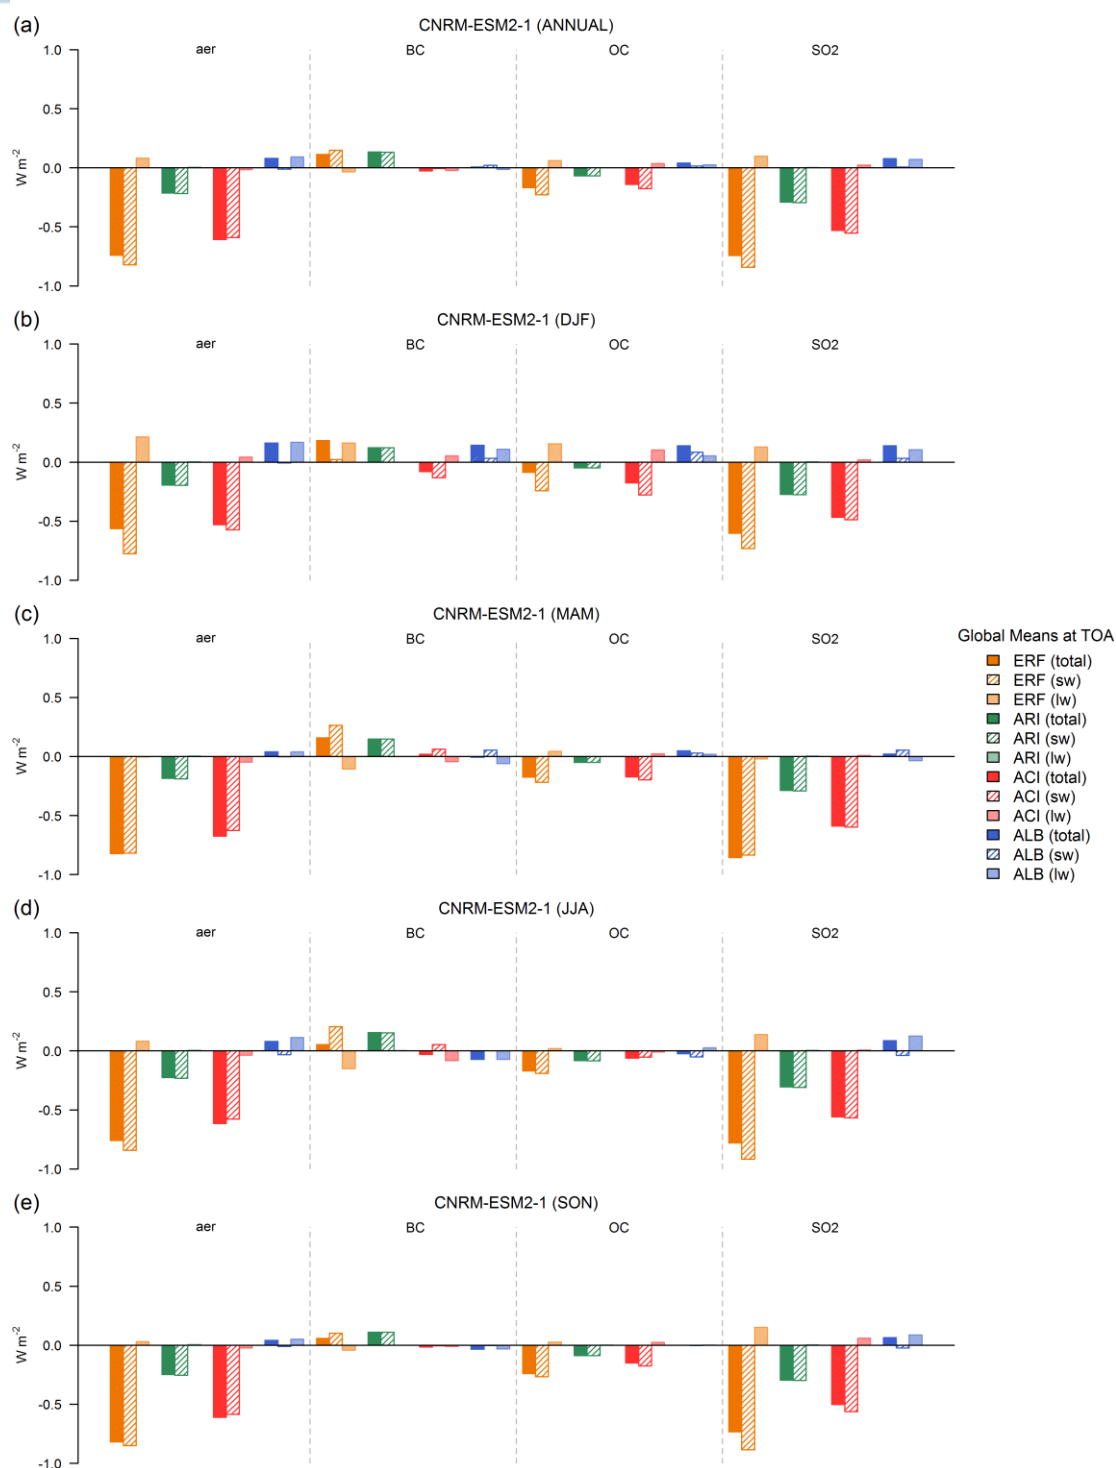 (a)
CNRM-ESM2-1 (ANNUAL)
aer BC OC SO2
1.0
0.5
0.0
-0.5
-1.0
W m-2
(b)
CNRM-ESM2-1 (DJF)
aer BC OC SO2
1.0
0.5
0.0
-0.5
-1.0
W m-2
(c)
CNRM-ESM2-1 (MAM)
aer BC OC SO2
1.0
0.5
0.0
-0.5
-1.0
W m-2
Global Means at TOA
ERF (total)
ERF (sw)
ERF (lw)
ARI (total)
ARI (sw)
ARI (lw)
ACI (total)
ACI (sw)
ACI (lw)
ALB (total)
ALB (sw)
ALB (lw)
(d)
CNRM-ESM2-1 (JJA)
aer BC OC SO2
1.0
0.5
0.0
-0.5
-1.0
W m-2
(e)
CNRM-ESM2-1 (SON)
aer BC OC SO2
1.0
0.5
0.0
-0.5
-1.0
W m-2